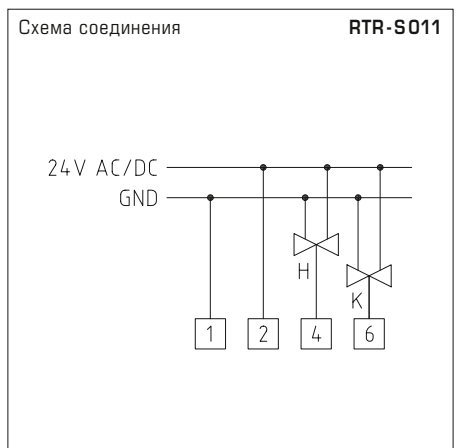 Схема соединения RTR-S011
24V AC/DC
GND
H
K
1 2 4 6